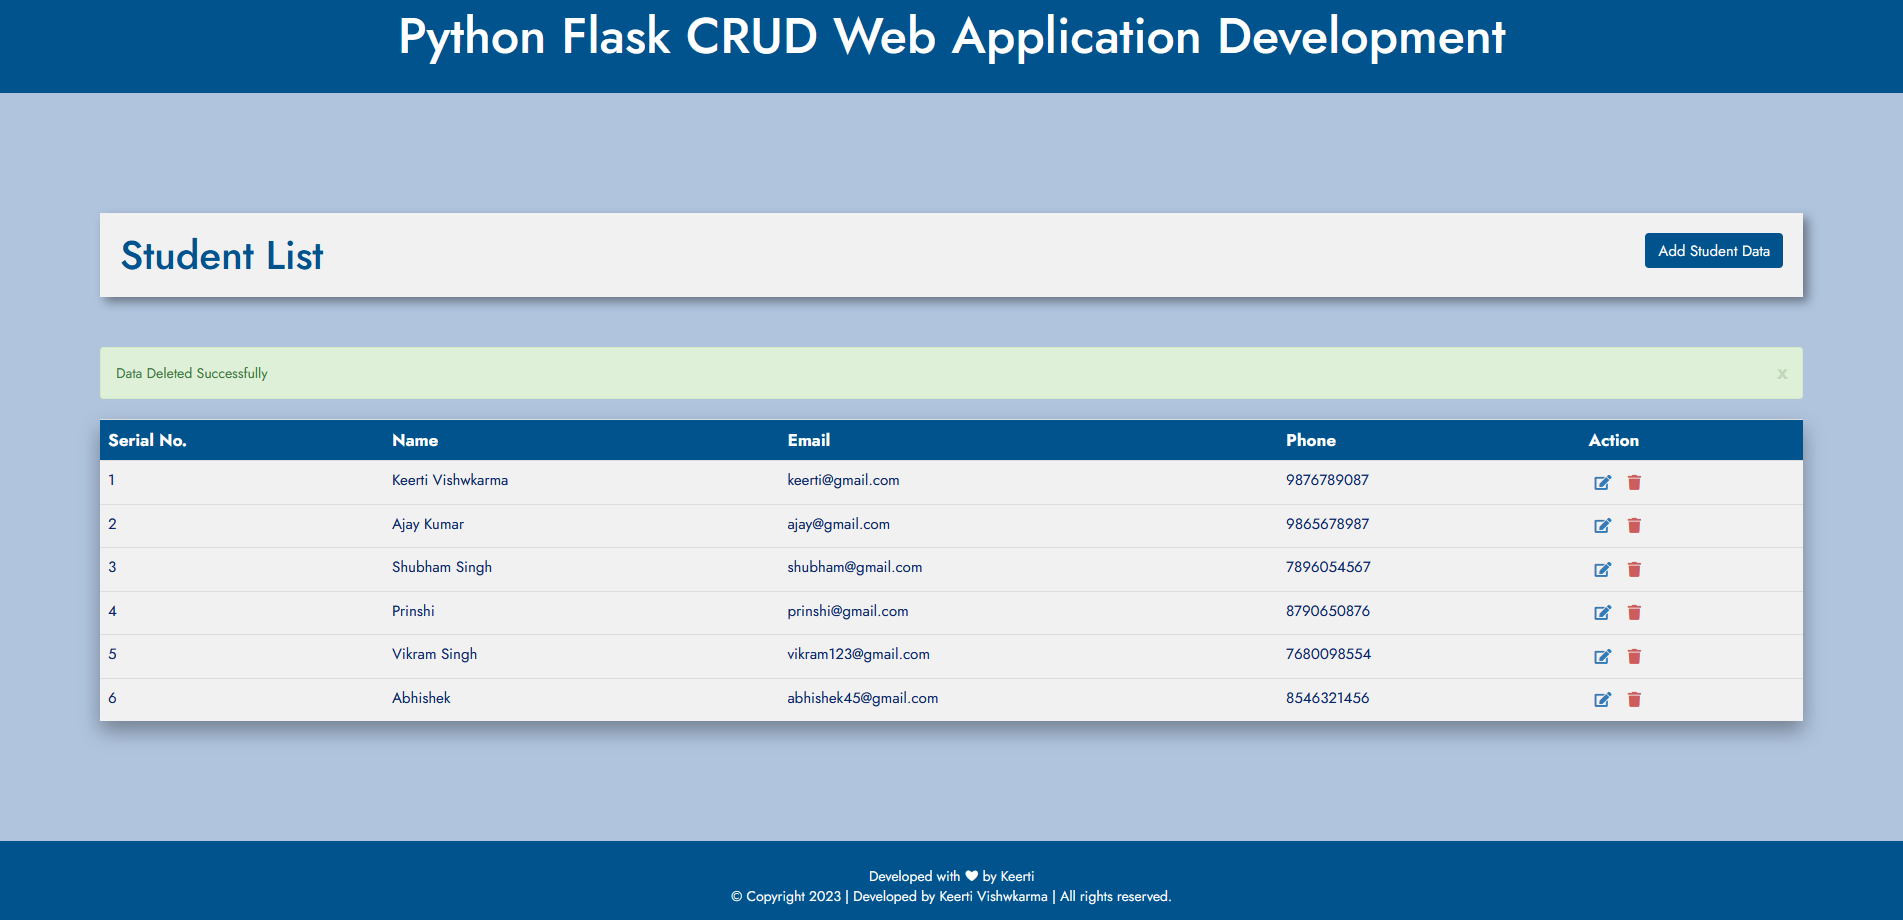 Python Flask CRUD Web Application Development
Student List
Add Student Data
Data Deleted Successfully
x
Serial No. Name Email Phone Action
1 Keerti Vishwkarma keerti@gmail.com 9876789087
2 Ajay Kumar ajay@gmail.com 9865678987
3 Shubham Singh shubham@gmail.com 7896054567
4 Prinshi prinshi@gmail.com 8790650876
5 Vikram Singh vikram123@gmail.com 7680098554
6 Abhishek abhishek45@gmail.com 8546321456
Developed with ♥ by Keerti
© Copyright 2023 | Developed by Keerti Vishwkarma | All rights reserved.